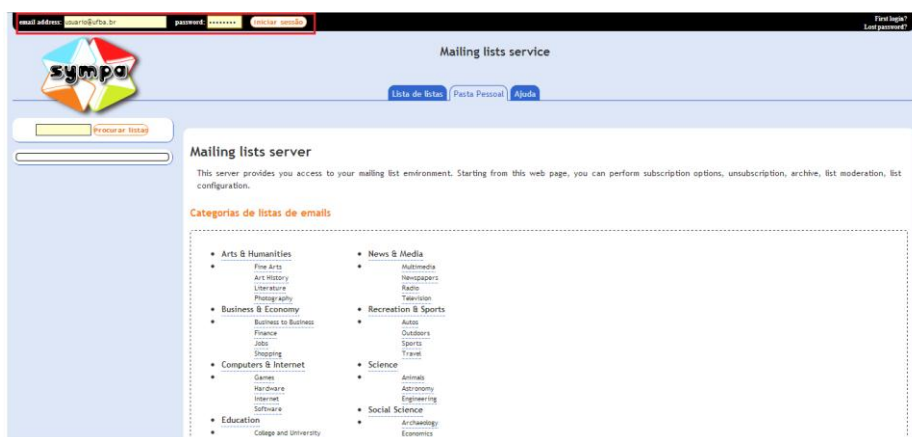 email address: usuario@ufba.br password: •••••••• Iniciar sessão
First login?
Lost password?
sympa
Mailing lists service
Lista de listas Pasta Pessoal Ajuda
Procurar listas
Mailing lists server
This server provides you access to your mailing list environment. Starting from this web page, you can perform subscription options, unsubscription, archive, list moderation, list
configuration.
Categorias de listas de emails
Arts & Humanities
Fine Arts
Art History
Literature
Photography
Business & Economy
Business to Business
Finance
Jobs
Shopping
Computers & Internet
Games
Hardware
Internet
Software
Education
College and University
News & Media
Multimedia
Newspapers
Radio
Television
Recreation & Sports
Autos
Outdoors
Sports
Travel
Science
Animals
Astronomy
Engineering
Social Science
Archaeology
Economics